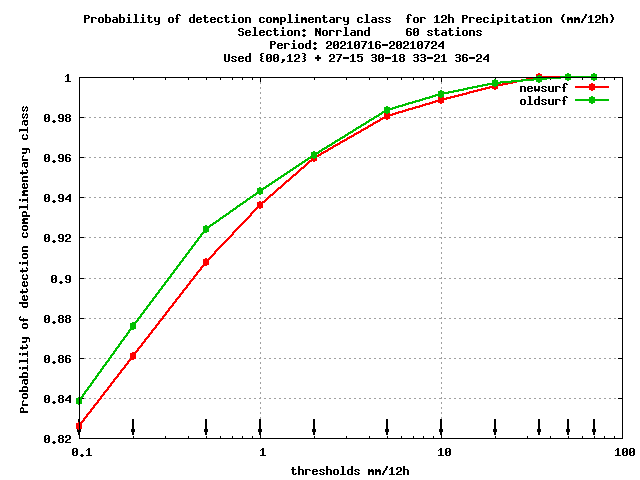 Probability of detection complimentary class  for 12h Precipitation (mm/12h)
Selection: Norrland     60 stations
Period: 20210716-20210724
Used {00,12} + 27-15 30-18 33-21 36-24
newsurf
oldsurf
1
0.98
0.96
0.94
0.92
0.9
0.88
0.86
0.84
0.82
Probability of detection complimentary class
0.1
1
10
100
thresholds mm/12h